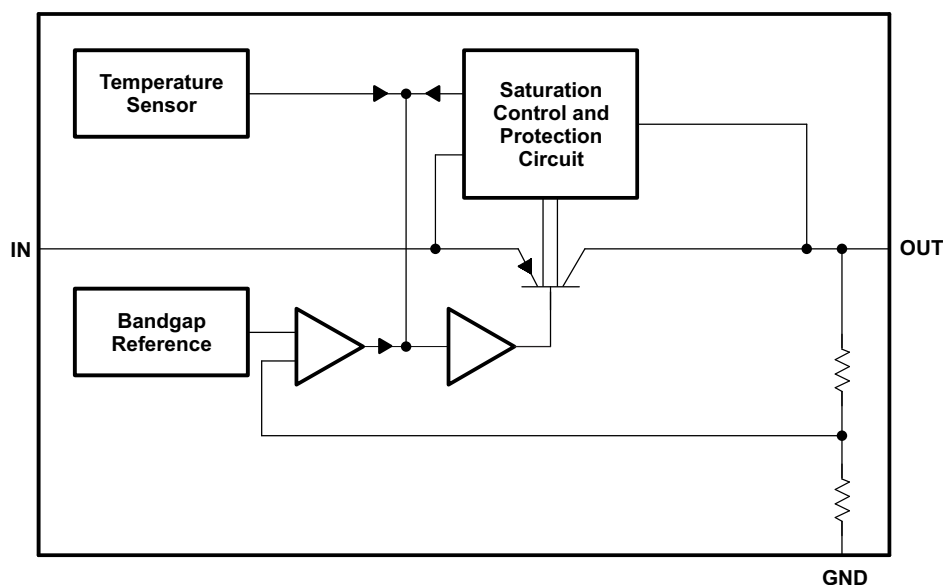 Temperature
Sensor
Saturation
Control and
Protection
Circuit
IN
OUT
Bandgap
Reference
GND